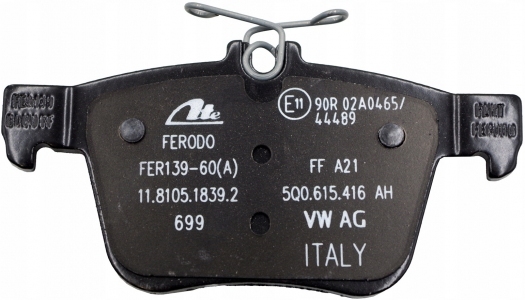 Ate
E11 90R 02A0465/
44489
FERODO
FER139-60(A)
FF A21
11.8105.1839.2
5Q0.615.416 AH
699
VW AG
ITALY